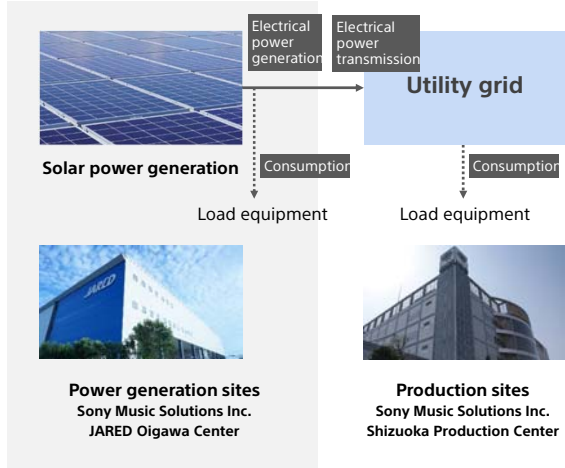 Electrical
power
generation
Electrical
power
transmission
Utility grid
Solar power generation
Consumption
Consumption
Load equipment
Load equipment
JARED
Power generation sites
Sony Music Solutions Inc.
JARED Oigawa Center
Production sites
Sony Music Solutions Inc.
Shizuoka Production Center